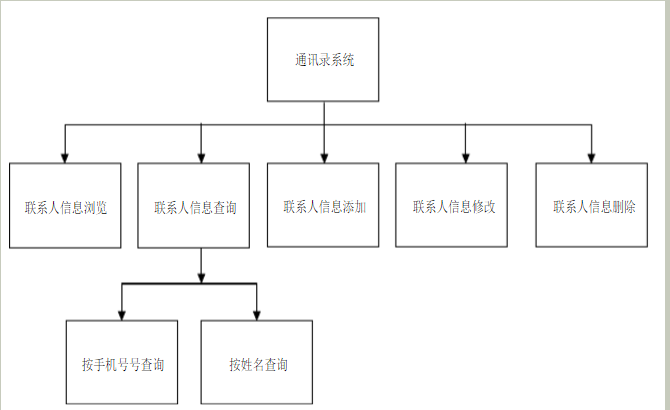 通讯录系统
联系人信息浏览
联系人信息查询
联系人信息添加
联系人信息修改
联系人信息删除
按手机号号查询
按姓名查询